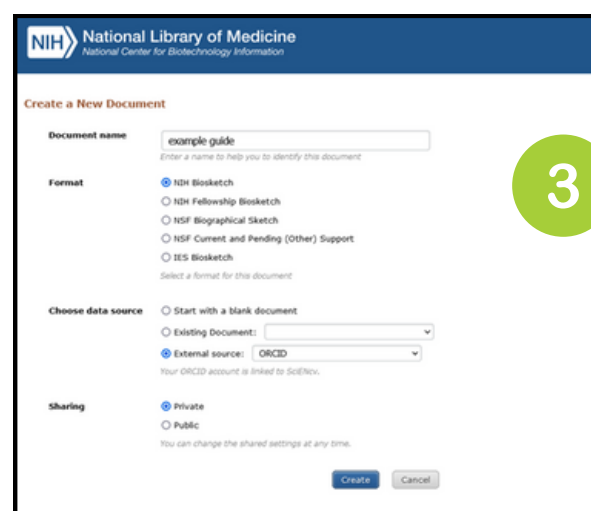 NIH National Library of Medicine
National Center for Biotechnology Information
Create a New Document
Document name example guide
Enter a name to help you to identify this document
Format NIH Biosketch
NIH Fellowship Biosketch
NSF Biographical Sketch
NSF Current and Pending (Other) Support
IES Biosketch
Select a format for this document
Choose data source Start with a blank document
Existing Document:
External source: ORCID
Your ORCID account is linked to SciENcv.
Sharing Private
Public
You can change the shared settings at any time.
Create Cancel
3